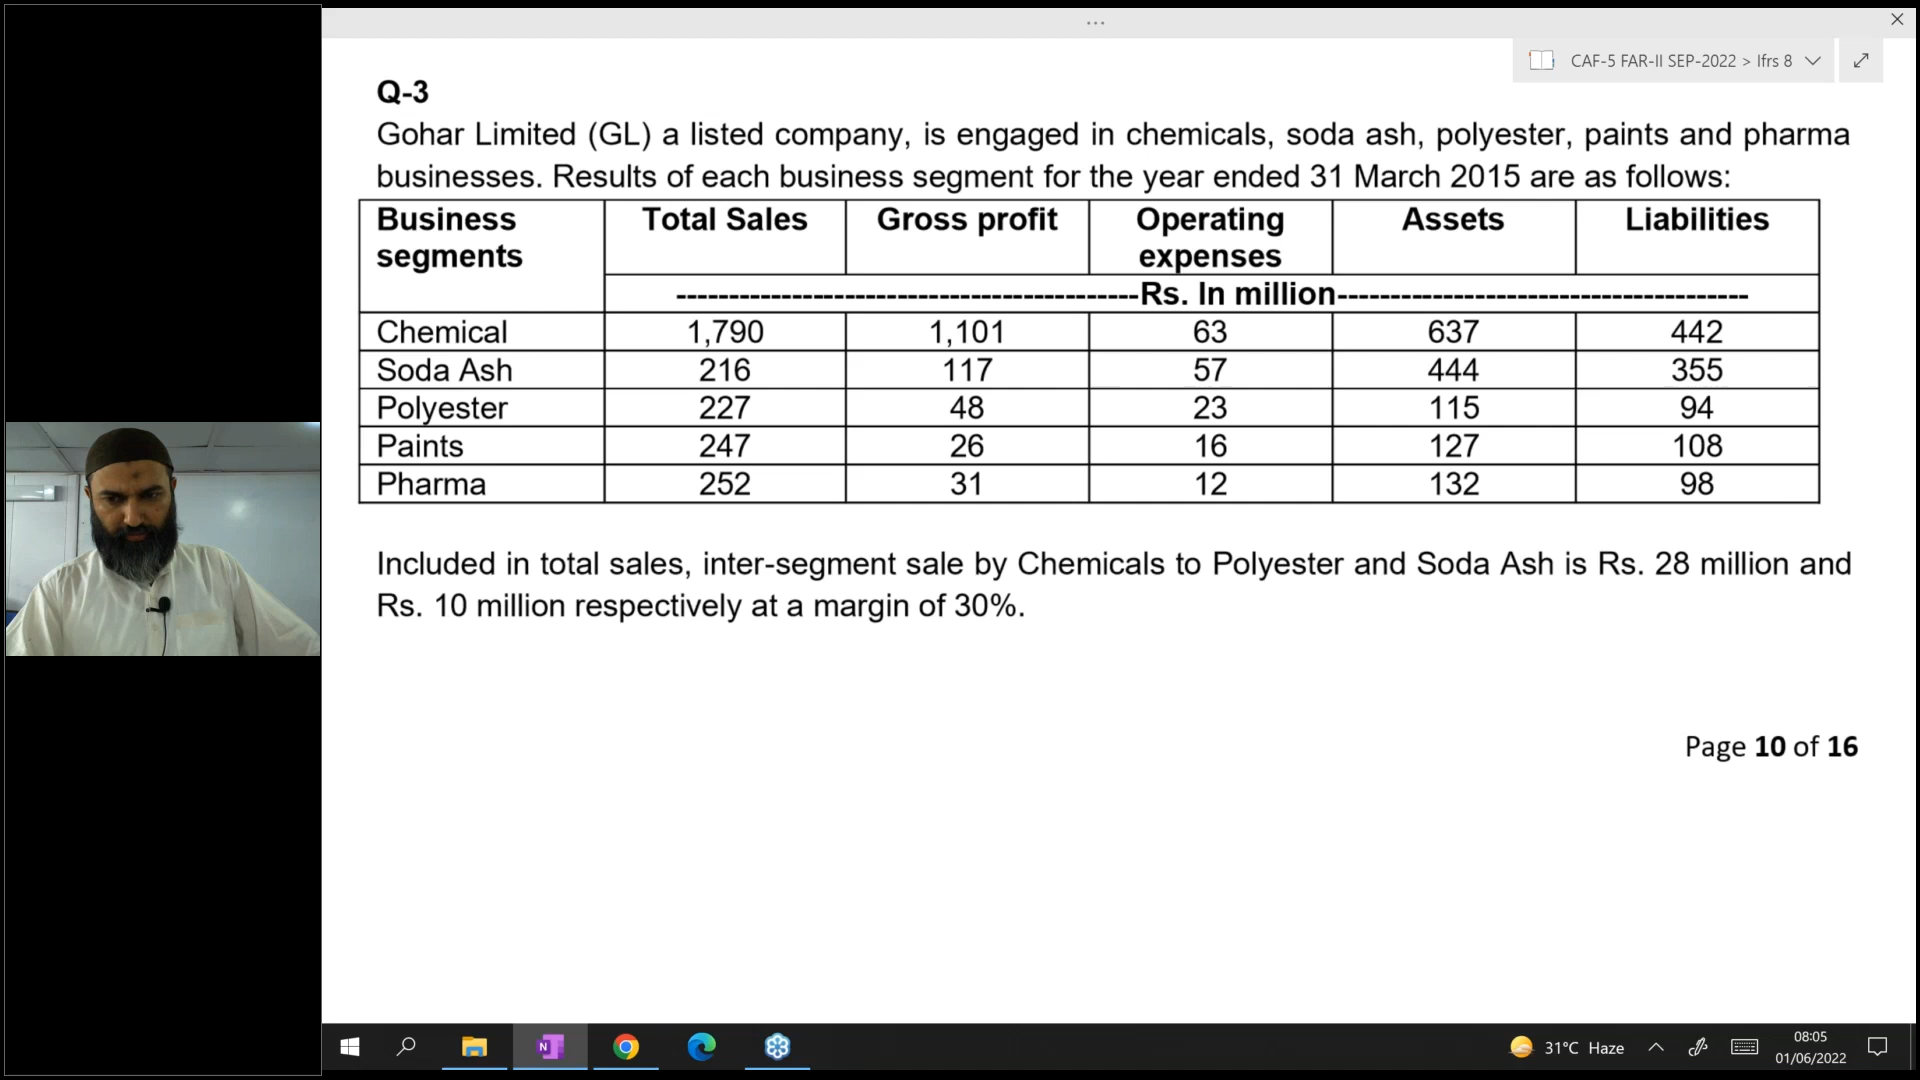 CAF-5 FAR-II SEP-2022 > Ifrs 8
Q-3
Gohar Limited (GL) a listed company, is engaged in chemicals, soda ash, polyester, paints and pharma
businesses. Results of each business segment for the year ended 31 March 2015 are as follows:
Business segments Total Sales Gross profit Operating expenses Assets Liabilities
-------------------------------------------Rs. In million---------------------------------------
Chemical 1,790 1,101 63 637 442
Soda Ash 216 117 57 444 355
Polyester 227 48 23 115 94
Paints 247 26 16 127 108
Pharma 252 31 12 132 98
Included in total sales, inter-segment sale by Chemicals to Polyester and Soda Ash is Rs. 28 million and
Rs. 10 million respectively at a margin of 30%.
Page 10 of 16
31°C Haze
08:05
01/06/2022